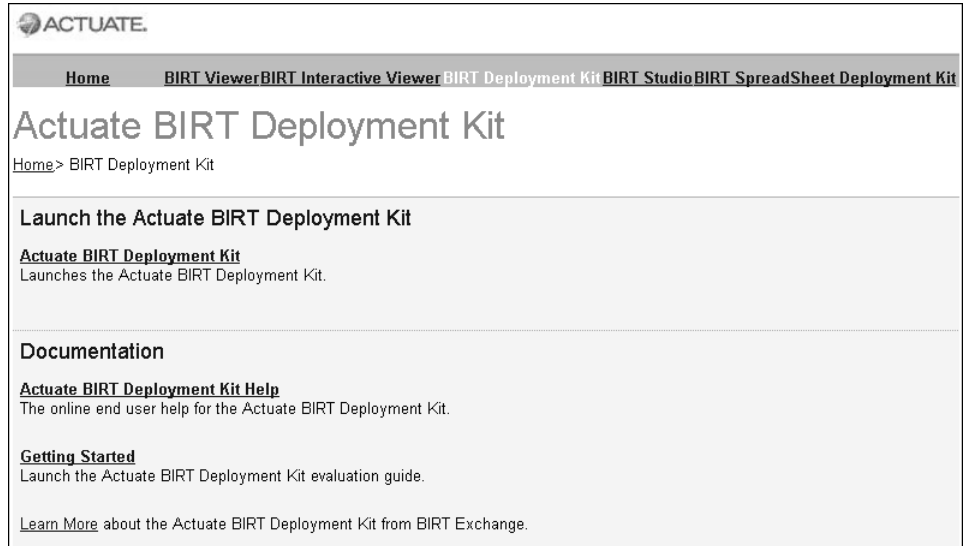 ACTUATE.
Home BIRT Viewer BIRT Interactive Viewer BIRT Deployment Kit BIRT Studio BIRT SpreadSheet Deployment Kit
Actuate BIRT Deployment Kit
Home> BIRT Deployment Kit
Launch the Actuate BIRT Deployment Kit
Actuate BIRT Deployment Kit
Launches the Actuate BIRT Deployment Kit.
Documentation
Actuate BIRT Deployment Kit Help
The online end user help for the Actuate BIRT Deployment Kit.
Getting Started
Launch the Actuate BIRT Deployment Kit evaluation guide.
Learn More about the Actuate BIRT Deployment Kit from BIRT Exchange.